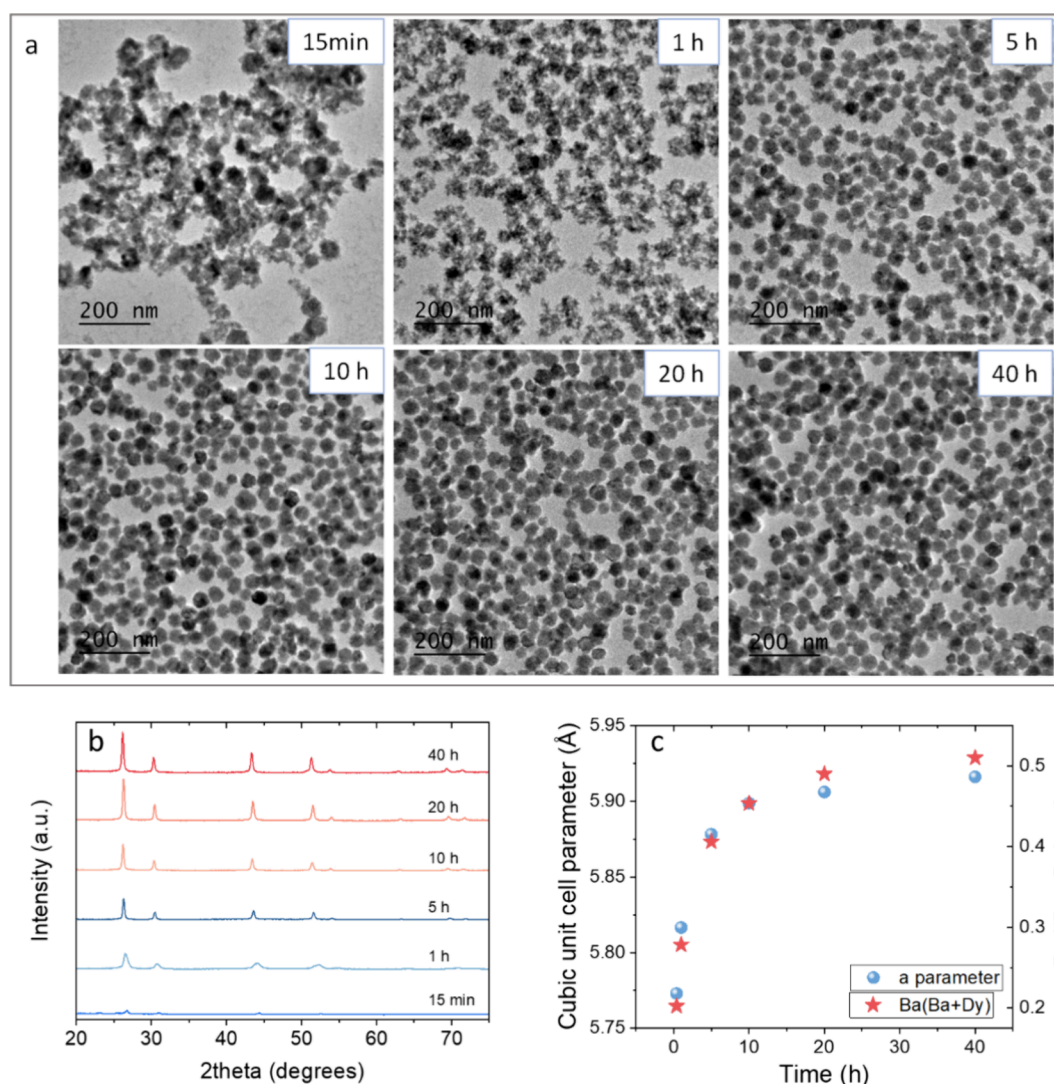 a
15min
1 h
5 h
200 nm
200 nm
200 nm
10 h
20 h
40 h
200 nm
200 nm
200 nm
b
40 h
20 h
10 h
5 h
1 h
15 min
Intensity (a.u.)
20 30 40 50 60 70
2theta (degrees)
c
5.95
5.90
5.85
5.80
5.75
Cubic unit cell parameter (Å)
0.5
0.4
0.3
0.2
a parameter
Ba(Ba+Dy)
0 10 20 30 40
Time (h)